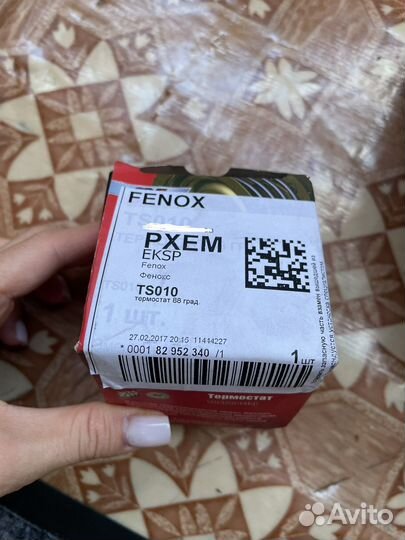 FENOX
TS010
PXEM
EKSP
Fenox
Фенокс
TS010
термостат 88 град.
1 ШТ.
27.02.2017 20:15 11414227
* 0001 82 952 340 /1
1 ШТ
Термостат
Avito